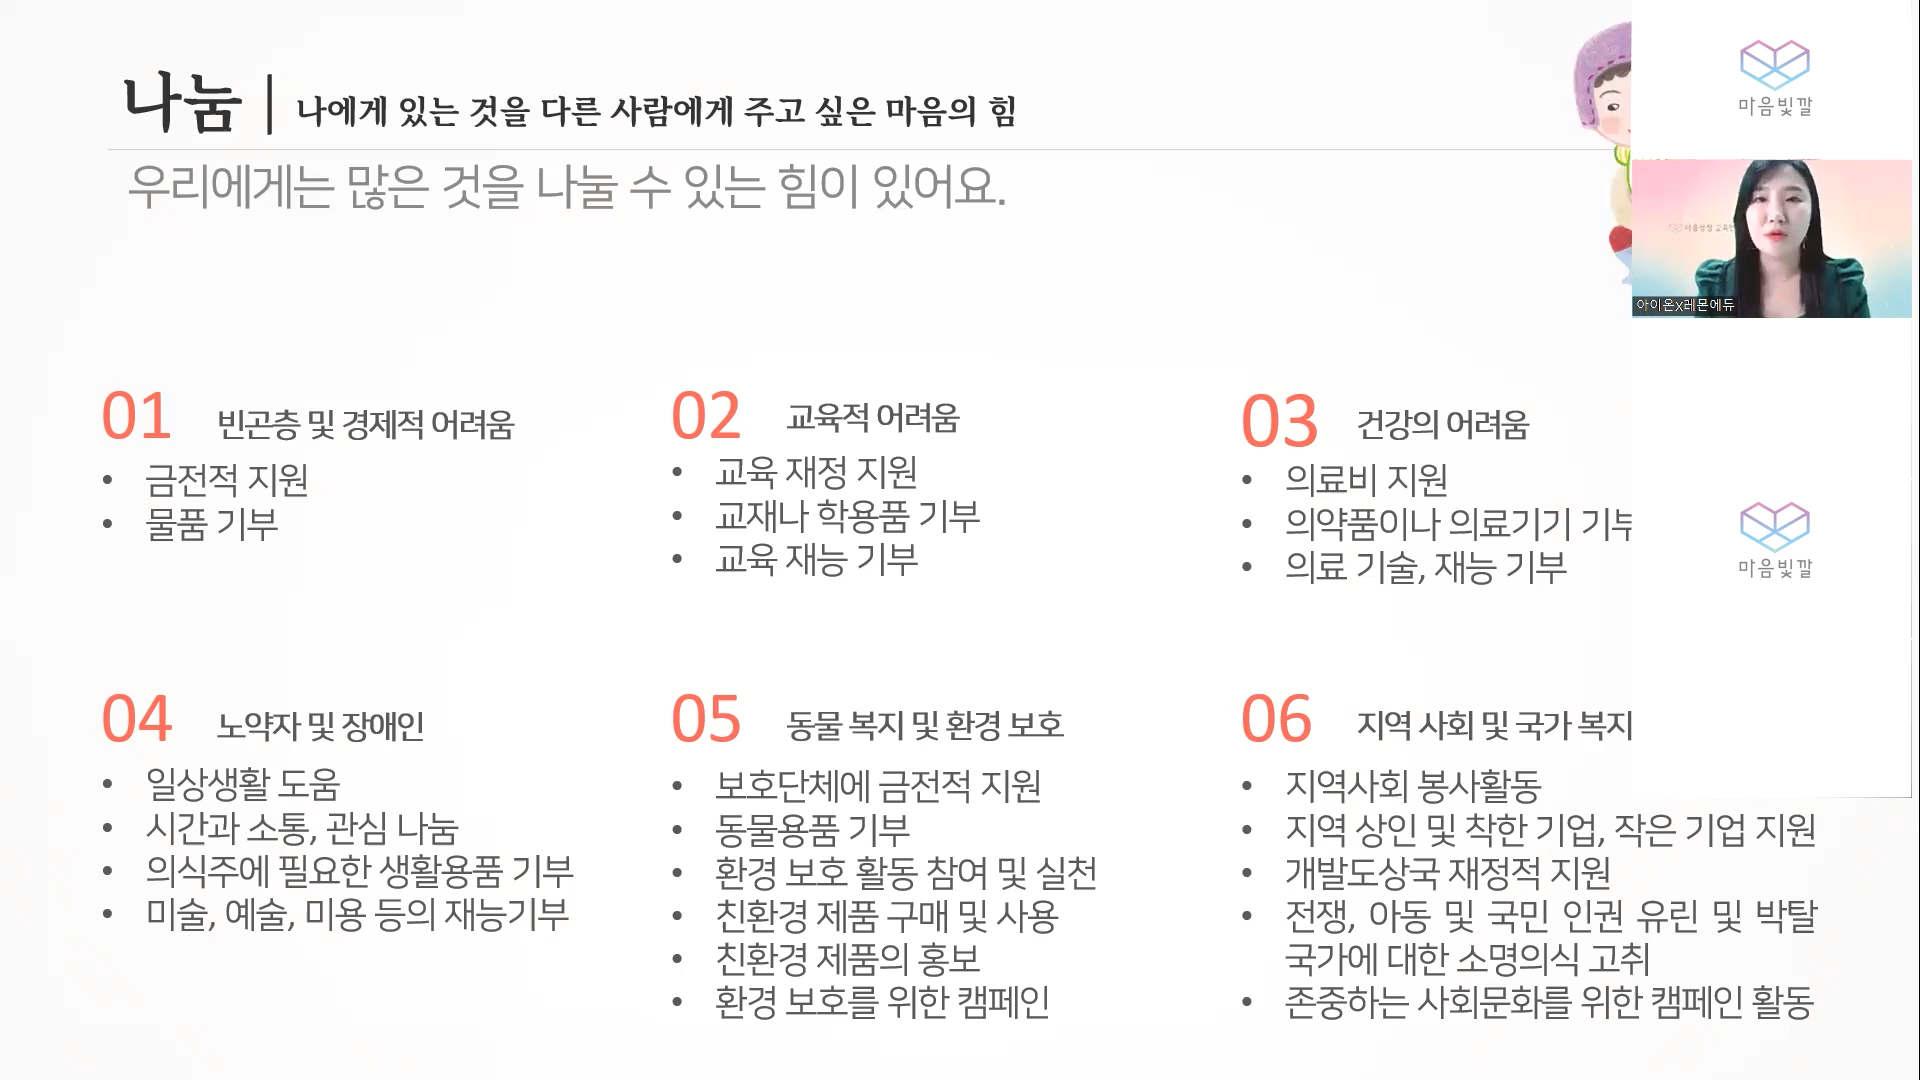 나눔 | 나에게 있는 것을 다른 사람에게 주고 싶은 마음의 힘
우리에게는 많은 것을 나눌 수 있는 힘이 있어요.
마음빛깔
아이온x레몬에듀
01 빈곤층 및 경제적 어려움
• 금전적 지원
• 물품 기부
02 교육적 어려움
• 교육 재정 지원
• 교재나 학용품 기부
• 교육 재능 기부
03 건강의 어려움
• 의료비 지원
• 의약품이나 의료기기 기부
• 의료 기술, 재능 기부
마음빛깔
04 노약자 및 장애인
• 일상생활 도움
• 시간과 소통, 관심 나눔
• 의식주에 필요한 생활용품 기부
• 미술, 예술, 미용 등의 재능기부
05 동물 복지 및 환경 보호
• 보호단체에 금전적 지원
• 동물용품 기부
• 환경 보호 활동 참여 및 실천
• 친환경 제품 구매 및 사용
• 친환경 제품의 홍보
• 환경 보호를 위한 캠페인
06 지역 사회 및 국가 복지
• 지역사회 봉사활동
• 지역 상인 및 착한 기업, 작은 기업 지원
• 개발도상국 재정적 지원
• 전쟁, 아동 및 국민 인권 유린 및 박탈
국가에 대한 소명의식 고취
• 존중하는 사회문화를 위한 캠페인 활동